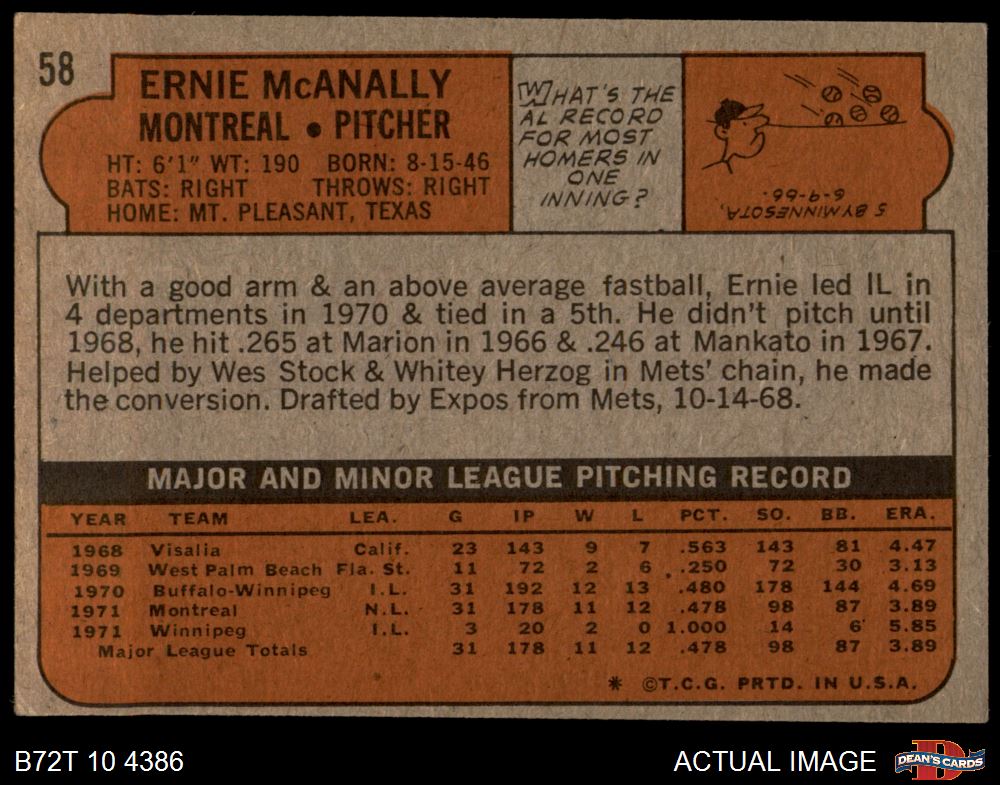 58
ERNIE McANALLY
MONTREAL • PITCHER
HT: 6'1" WT: 190 BORN: 8-15-46
BATS: RIGHT THROWS: RIGHT
HOME: MT. PLEASANT, TEXAS
WHAT'S THE
AL RECORD
FOR MOST
HOMERS IN
ONE
INNING?
5 BY MINNESOTA,
6-9-66.
With a good arm & an above average fastball, Ernie led IL in
4 departments in 1970 & tied in a 5th. He didn't pitch until
1968, he hit .265 at Marion in 1966 & .246 at Mankato in 1967.
Helped by Wes Stock & Whitey Herzog in Mets' chain, he made
the conversion. Drafted by Expos from Mets, 10-14-68.
MAJOR AND MINOR LEAGUE PITCHING RECORD
YEAR TEAM LEA. G IP W L PCT. SO. BB. ERA.
1968 Visalia Calif. 23 143 9 7 .563 143 81 4.47
1969 West Palm Beach Fla. St. 11 72 2 6 .250 72 30 3.13
1970 Buffalo-Winnipeg I.L. 31 192 12 13 .480 178 144 4.69
1971 Montreal N.L. 31 178 11 12 .478 98 87 3.89
1971 Winnipeg I.L. 3 20 2 0 1.000 14 6 5.85
Major League Totals 31 178 11 12 .478 98 87 3.89
* ©T.C.G. PRTD. IN U.S.A.
B72T 10 4386 ACTUAL IMAGE
D
DEAN'S CARDS